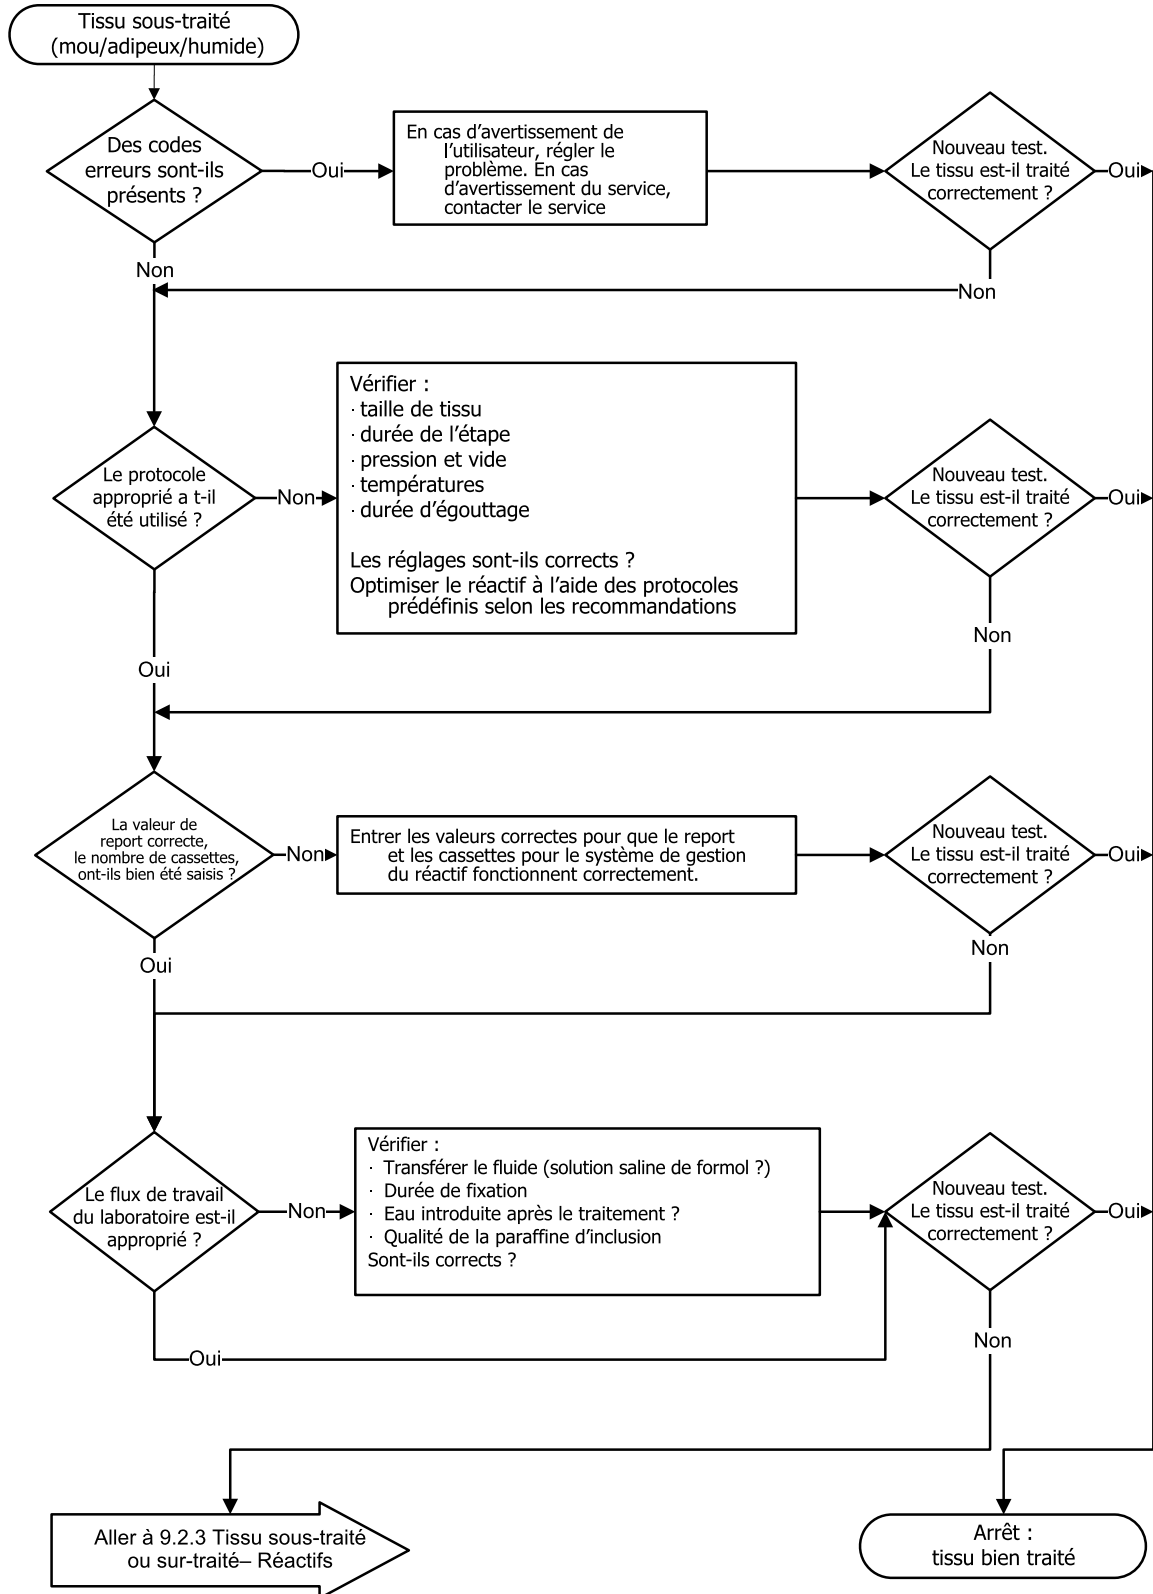 Tissu sous-traité
(mou/adipeux/humide)
Des codes
erreurs sont-ils
présents ?
Oui
En cas d'avertissement de
l'utilisateur, régler le
problème. En cas
d'avertissement du service,
contacter le service
Nouveau test.
Le tissu est-il traité
correctement ?
Oui
Non
Non
Le protocole
approprié a t-il
été utilisé ?
Non
Vérifier :
· taille de tissu
· durée de l'étape
· pression et vide
· températures
· durée d'égouttage
Les réglages sont-ils corrects ?
Optimiser le réactif à l'aide des protocoles
prédéfinis selon les recommandations
Nouveau test.
Le tissu est-il traité
correctement ?
Oui
Non
Oui
La valeur de
report correcte,
le nombre de cassettes,
ont-ils bien été saisis ?
Non
Entrer les valeurs correctes pour que le report
et les cassettes pour le système de gestion
du réactif fonctionnent correctement.
Nouveau test.
Le tissu est-il traité
correctement ?
Oui
Non
Oui
Le flux de travail
du laboratoire est-il
approprié ?
Non
Vérifier :
· Transférer le fluide (solution saline de formol ?)
· Durée de fixation
· Eau introduite après le traitement ?
· Qualité de la paraffine d'inclusion
Sont-ils corrects ?
Nouveau test.
Le tissu est-il traité
correctement ?
Oui
Non
Oui
Aller à 9.2.3 Tissu sous-traité
ou sur-traité– Réactifs
Arrêt :
tissu bien traité